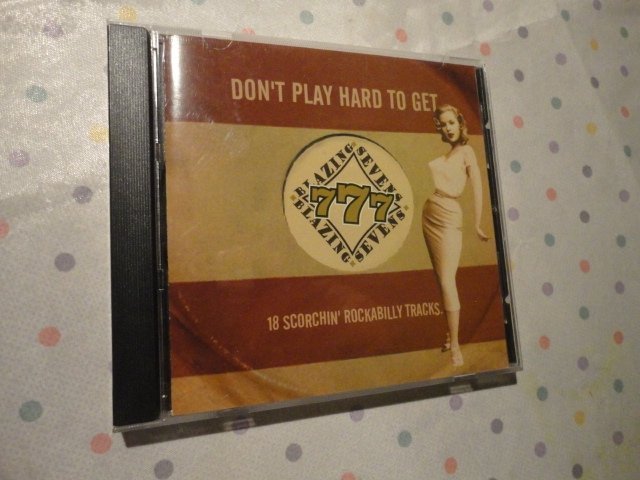 DON'T PLAY HARD TO GET
BLAZING SEVENS
777
BLAZING SEVENS
18 SCORCHIN' ROCKABILLY TRACKS